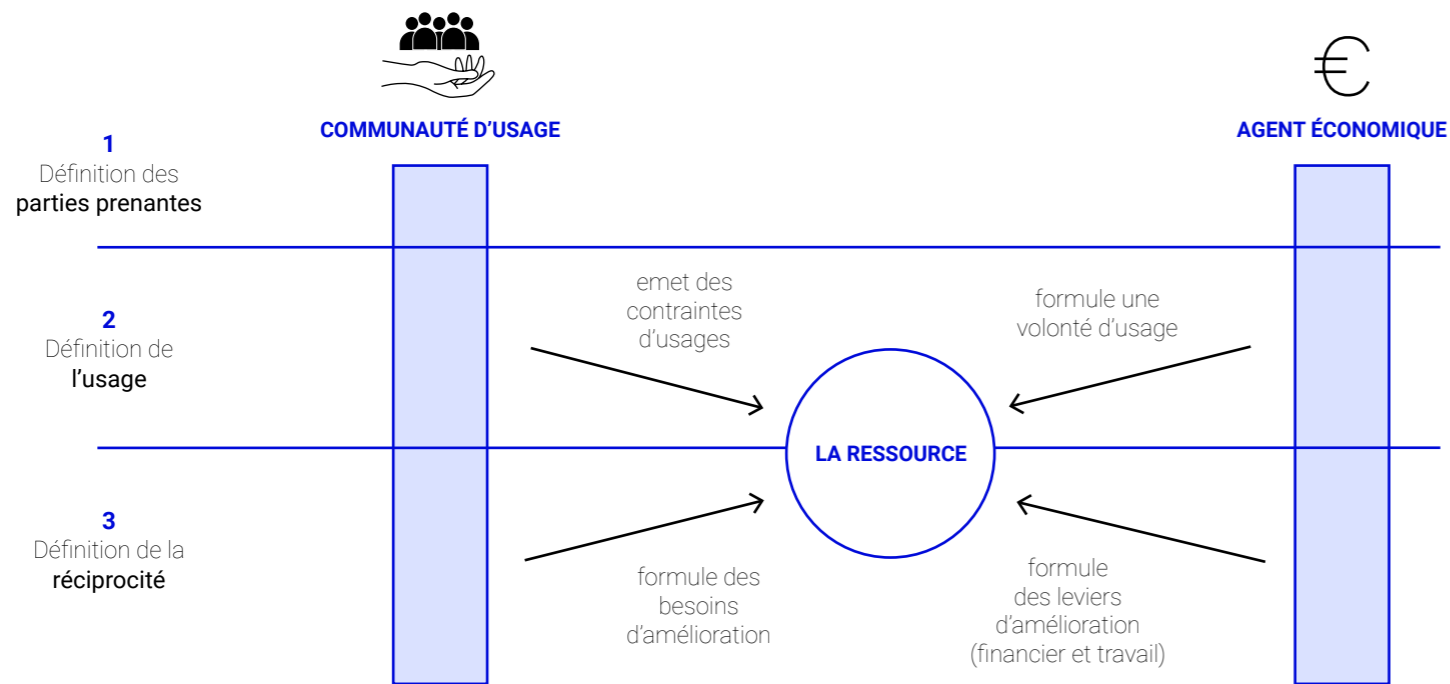 €
COMMUNAUTÉ D’USAGE
AGENT ÉCONOMIQUE
1
Définition des
parties prenantes
2
Définition de
l’usage
emet des
contraintes
d’usages
formule une
volonté d’usage
LA RESSOURCE
3
Définition de la
réciprocité
formule des
besoins
d’amélioration
formule
des leviers
d’amélioration
(financier et travail)